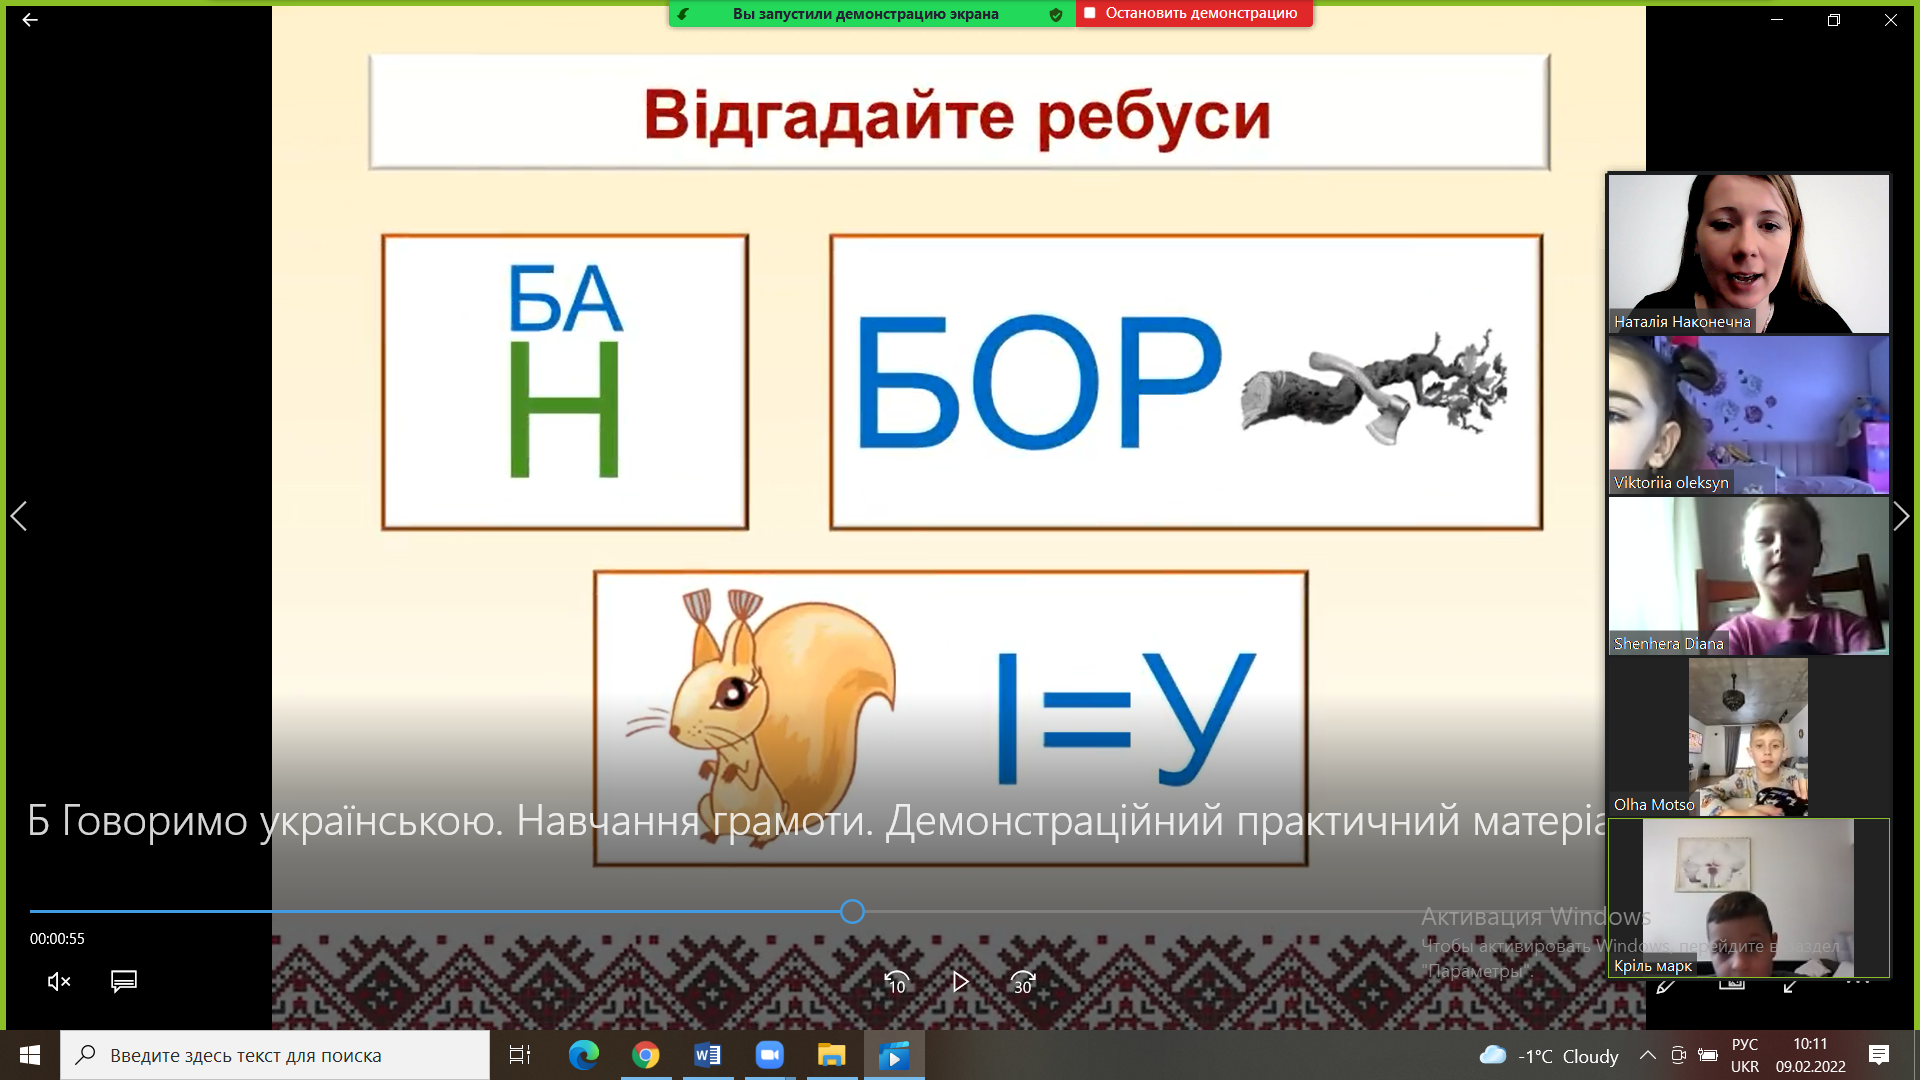 Вы запустили демонстрацию экрана
Остановить демонстрацию
Відгадайте ребуси
БА
Н
БОР
І=У
Наталія Наконечна
Viktoriia oleksyn
Shenhera Diana
Olha Motso
Кріль марк
Б Говоримо українською. Навчання грамоти. Демонстраційний практичний матеріа
00:00:55
10
30
Активация Windows
Чтобы активировать Windows, перейдите в раздел
"Параметры".
Введите здесь текст для поиска
-1°C Cloudy
РУС
UKR
10:11
09.02.2022